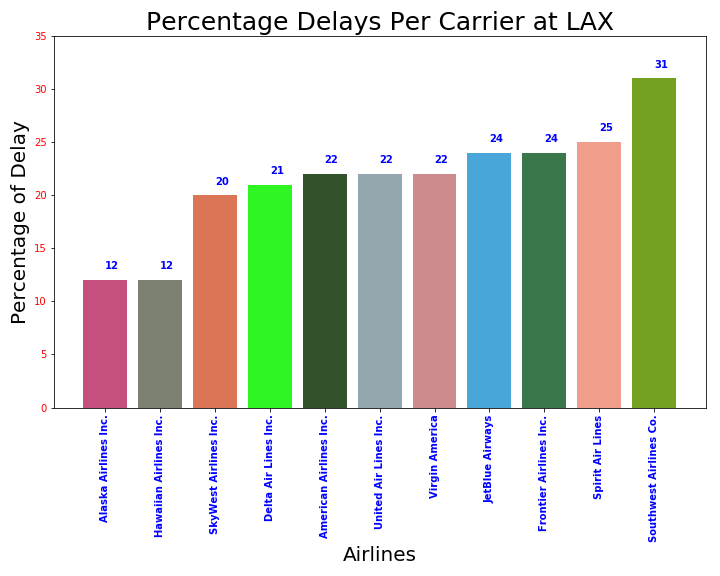 Percentage Delays Per Carrier at LAX
Percentage of Delay
35
30
25
20
15
10
5
0
12
12
20
21
22
22
22
24
24
25
31
Alaska Airlines Inc.
Hawaiian Airlines Inc.
SkyWest Airlines Inc.
Delta Air Lines Inc.
American Airlines Inc.
United Air Lines Inc.
Virgin America
JetBlue Airways
Frontier Airlines Inc.
Spirit Air Lines
Southwest Airlines Co.
Airlines